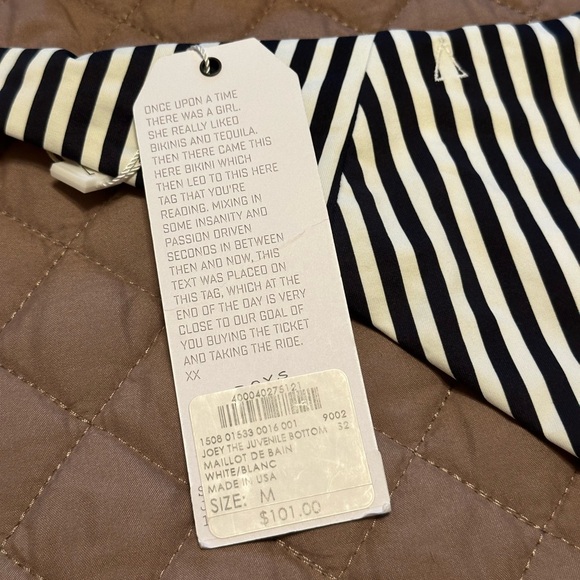 ONCE UPON A TIME
THERE WAS A GIRL.
SHE REALLY LIKED
BIKINIS AND TEQUILA.
THEN THERE CAME THIS
HERE BIKINI WHICH
THEN LED TO THIS HERE
TAG THAT YOU'RE
READING. MIXING IN
SOME INSANITY AND
PASSION DRIVEN
SECONDS IN BETWEEN
THEN AND NOW, THIS
TEXT WAS PLACED ON
THIS TAG, WHICH AT THE
END OF THE DAY IS VERY
CLOSE TO OUR GOAL OF
YOU BUYING THE TICKET
AND TAKING THE RIDE.
XX
400040275121
1508 01533 0016 001 9002
JOEY THE JUVENILE BOTTOM 32
MAILLOT DE BAIN
WHITE/BLANC
MADE IN USA
SIZE: M
$101.00